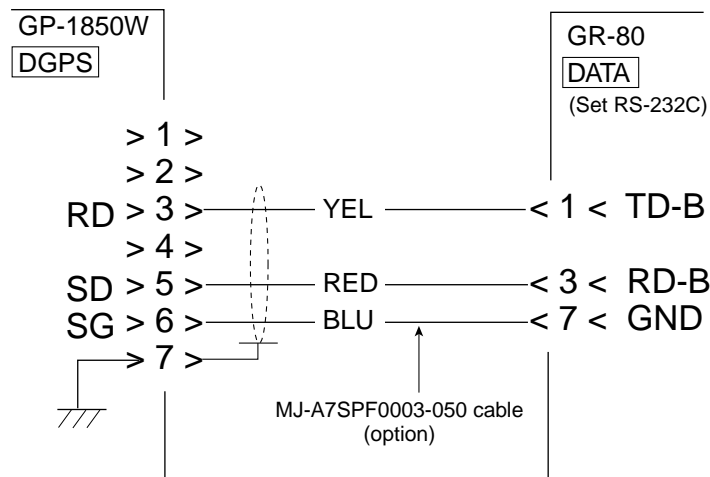 GP-1850W
DGPS
GR-80
DATA
(Set RS-232C)
> 1 >
> 2 >
RD > 3 > YEL < 1 < TD-B
> 4 >
SD > 5 > RED < 3 < RD-B
SG > 6 > BLU < 7 < GND
> 7 >
MJ-A7SPF0003-050 cable
(option)